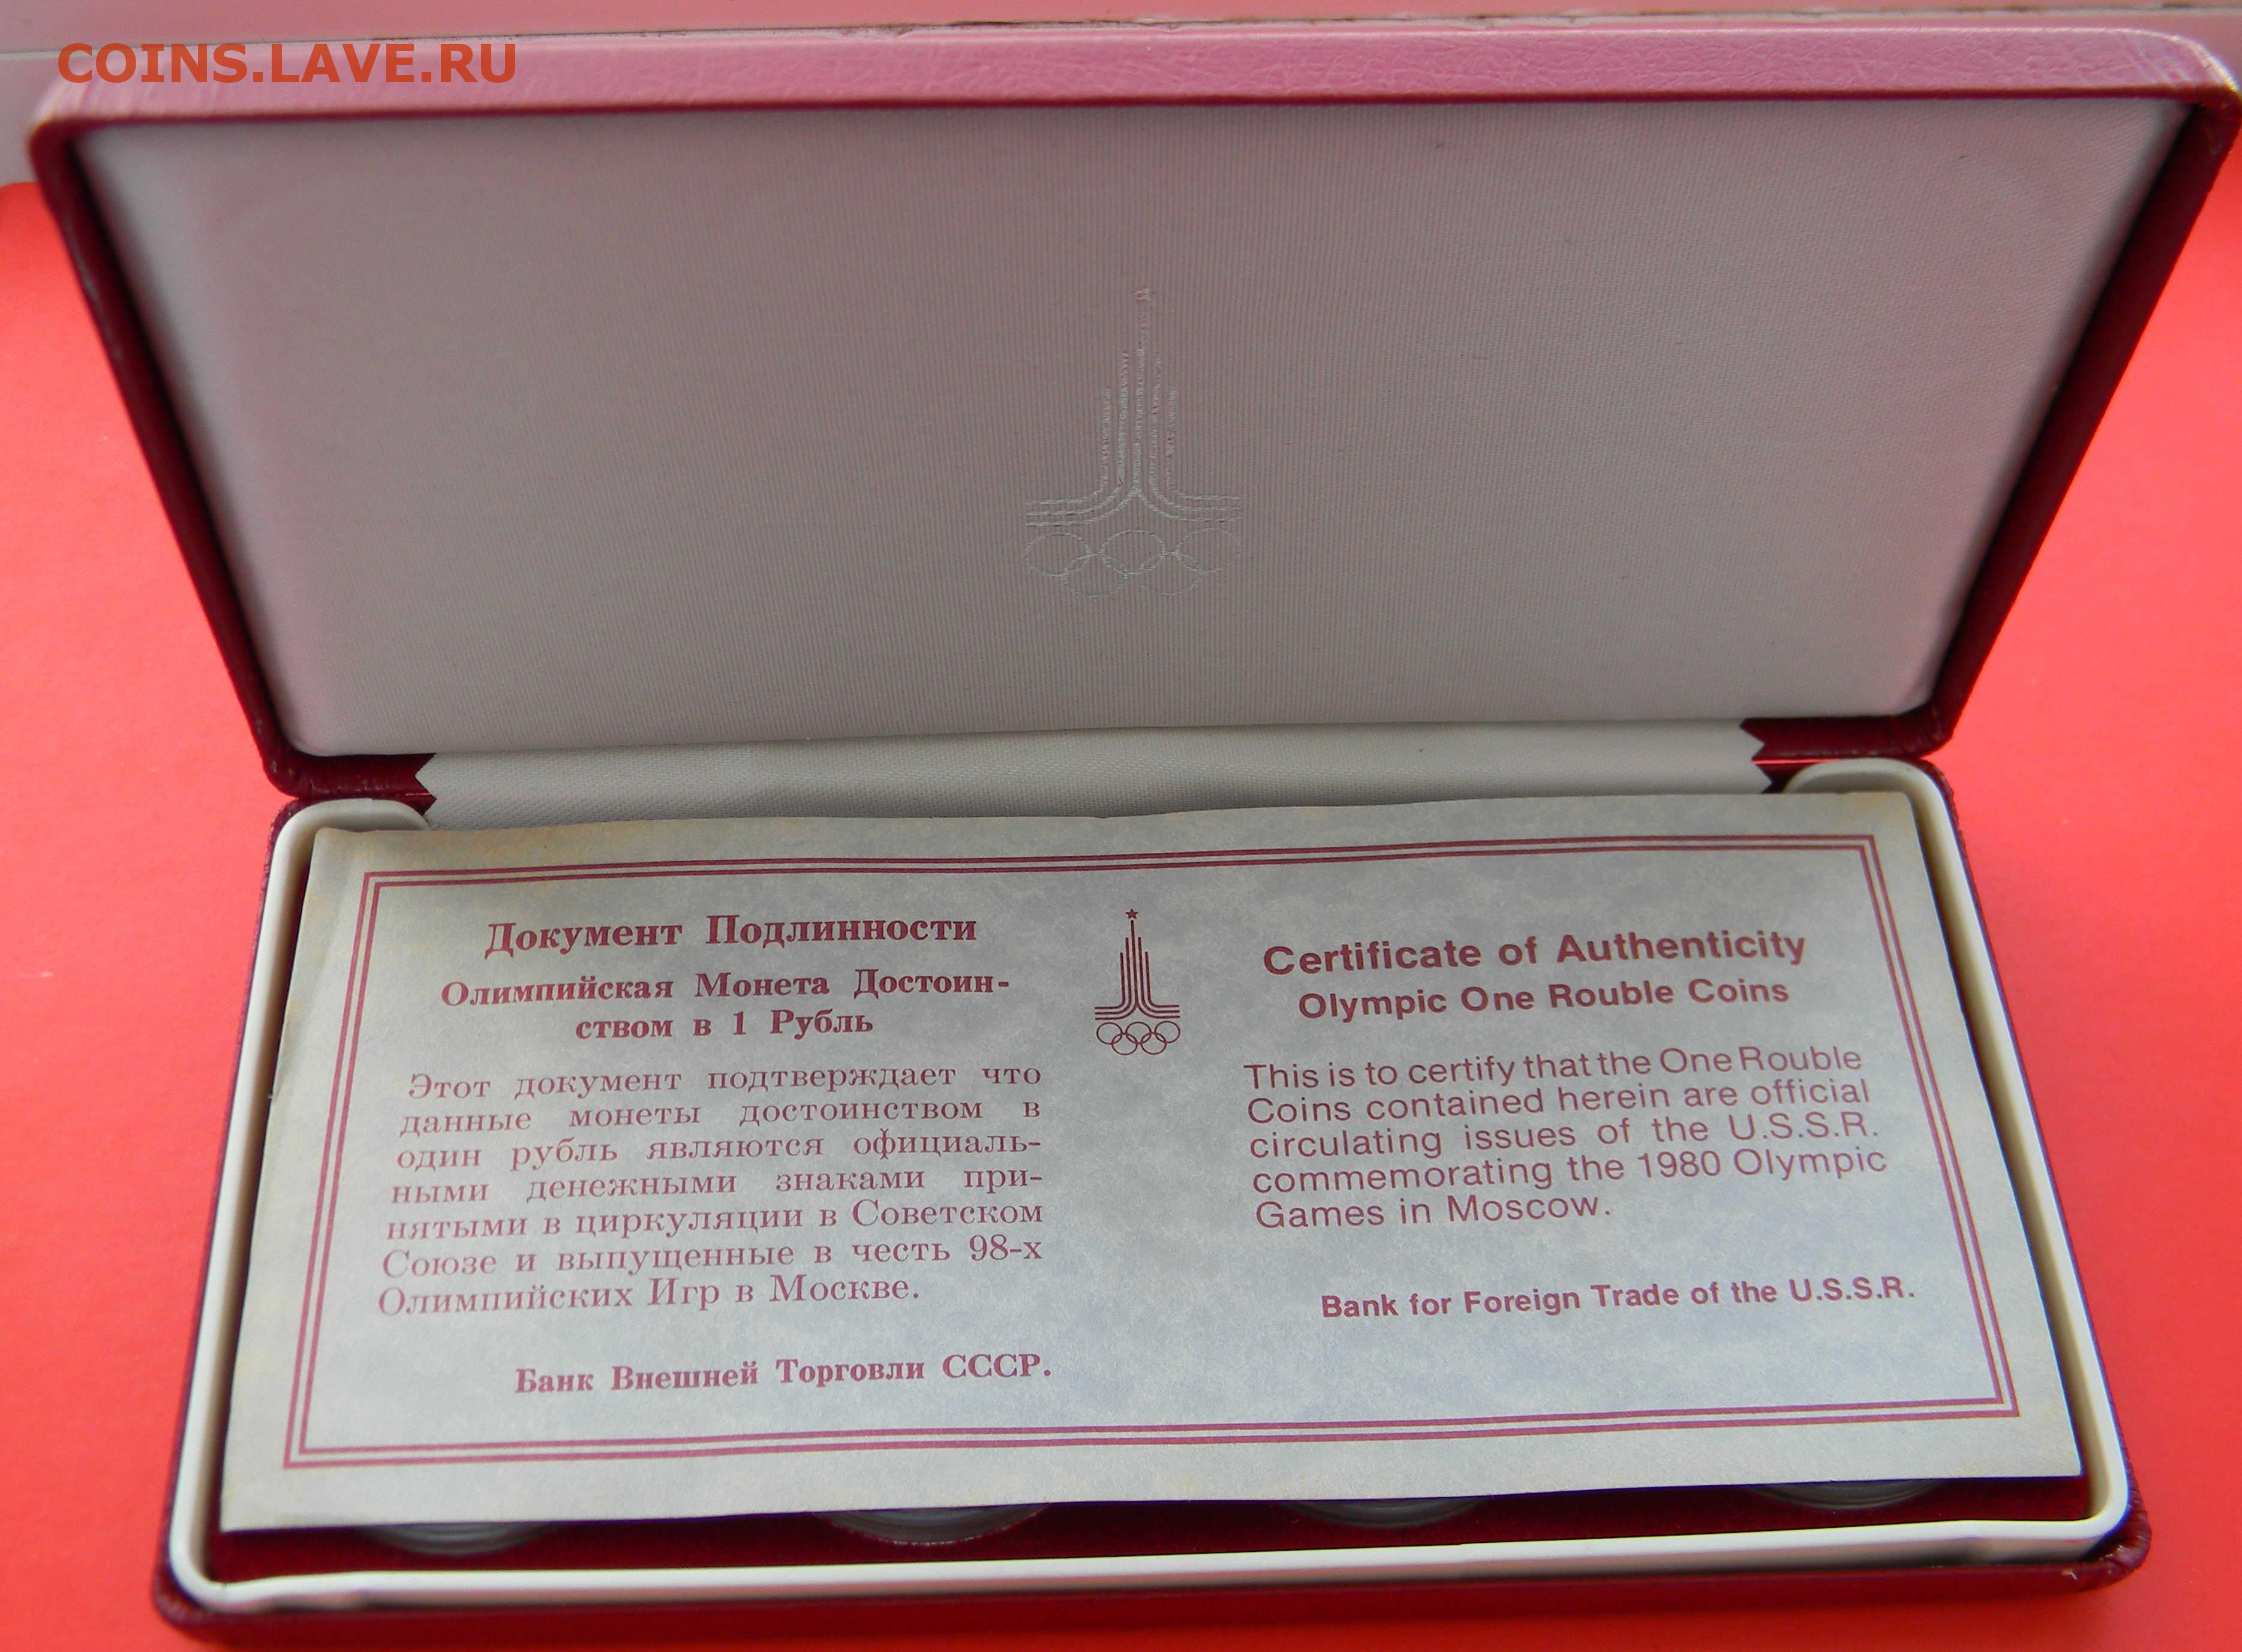 COINS.LAVE.RU
Документ Подлинности
Олимпийская Монета Достоин-
ством в 1 Рубль
Этот документ подтверждает что
данные монеты достоинством в
один рубль являются официаль-
ными денежными знаками при-
нятыми в циркуляции в Советском
Союзе и выпущенные в честь 98-х
Олимпийских Игр в Москве.
Банк Внешней Торговли СССР.
Certificate of Authenticity
Olympic One Rouble Coins
This is to certify that the One Rouble
Coins contained herein are official
circulating issues of the U.S.S.R.
commemorating the 1980 Olympic
Games in Moscow.
Bank for Foreign Trade of the U.S.S.R.